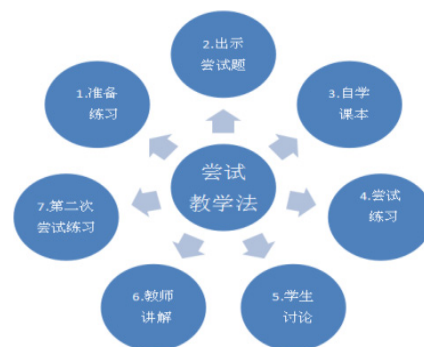 尝试
教学法
1.准备
练习
2.出示
尝试题
3.自学
课本
4.尝试
练习
5.学生
讨论
6.教师
讲解
7.第二次
尝试练习